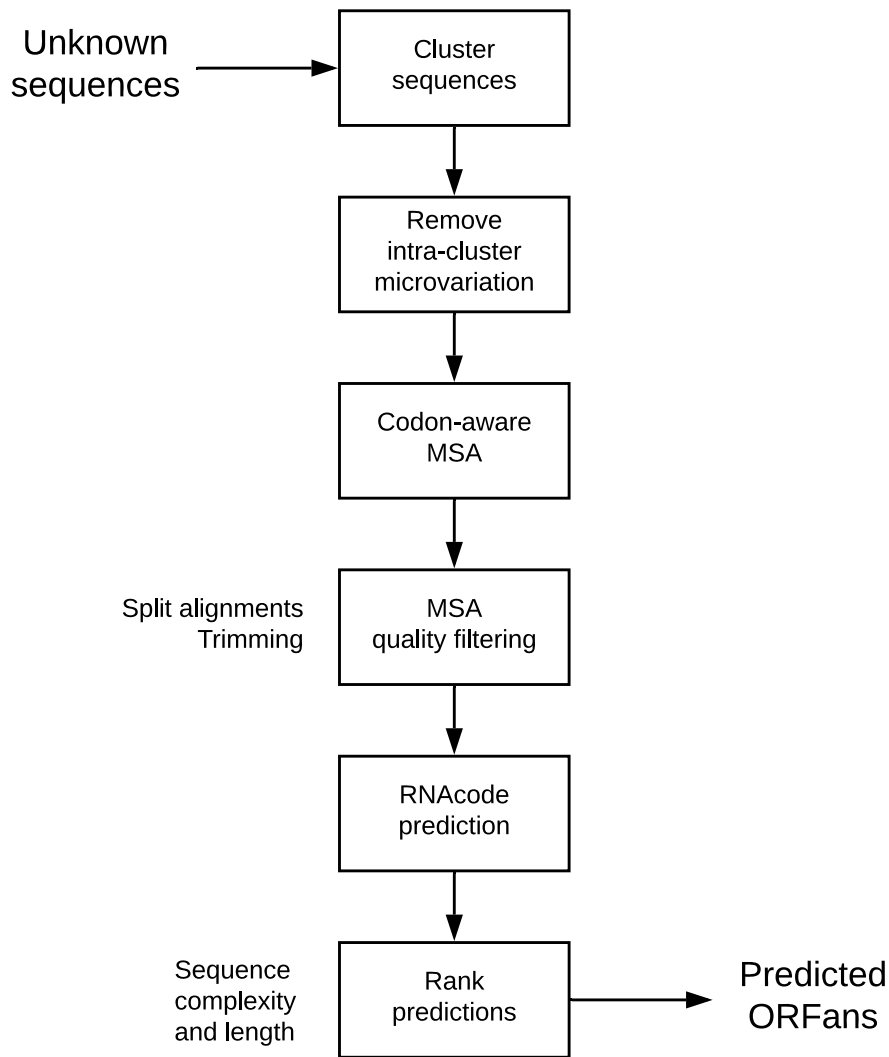 Unknown
sequences
Cluster
sequences
Remove
intra-cluster
microvariation
Codon-aware
MSA
Split alignments
Trimming
MSA
quality filtering
RNAcode
prediction
Sequence
complexity
and length
Rank
predictions
Predicted
ORFans